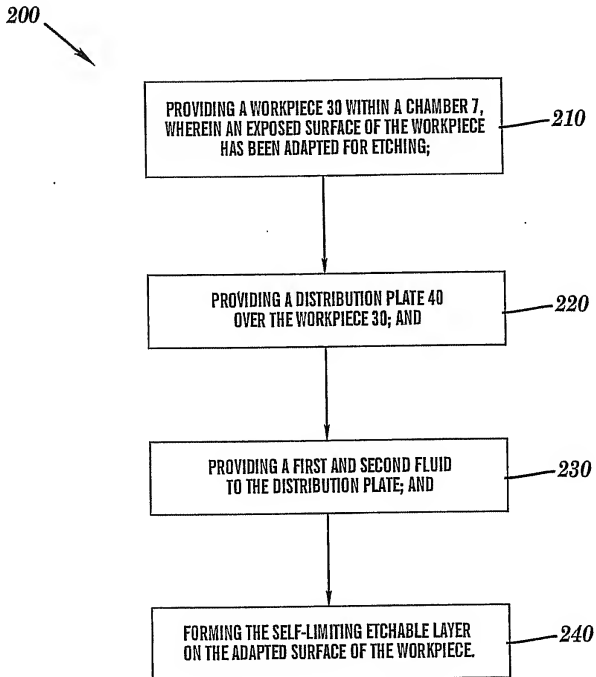 200
PROVIDING A WORKPIECE 30 WITHIN A CHAMBER 7,
WHEREIN AN EXPOSED SURFACE OF THE WORKPIECE
HAS BEEN ADAPTED FOR ETCHING;
210
PROVIDING A DISTRIBUTION PLATE 40
OVER THE WORKPIECE 30; AND
220
PROVIDING A FIRST AND SECOND FLUID
TO THE DISTRIBUTION PLATE; AND
230
FORMING THE SELF-LIMITING ETCHABLE LAYER
ON THE ADAPTED SURFACE OF THE WORKPIECE.
240